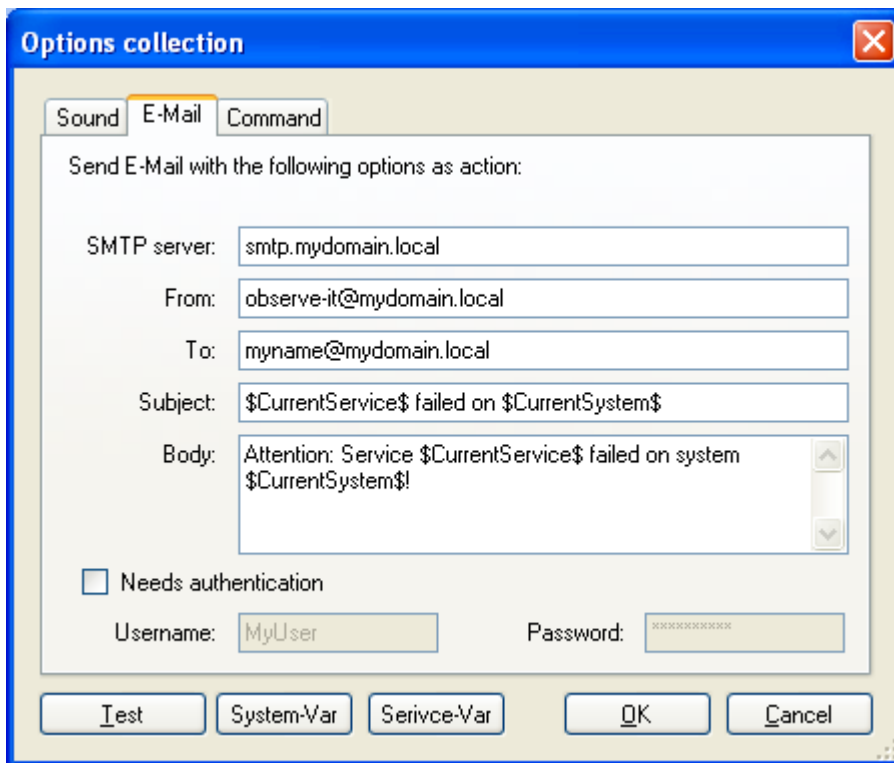 Options collection
Sound E-Mail Command
Send E-Mail with the following options as action:
SMTP server: smtp.mydomain.local
From: observe-it@mydomain.local
To: myname@mydomain.local
Subject: $CurrentService$ failed on $CurrentSystem$
Body: Attention: Service $CurrentService$ failed on system
$CurrentSystem$!
Needs authentication
Username: MyUser Password: **********
Test System-Var Serivce-Var OK Cancel